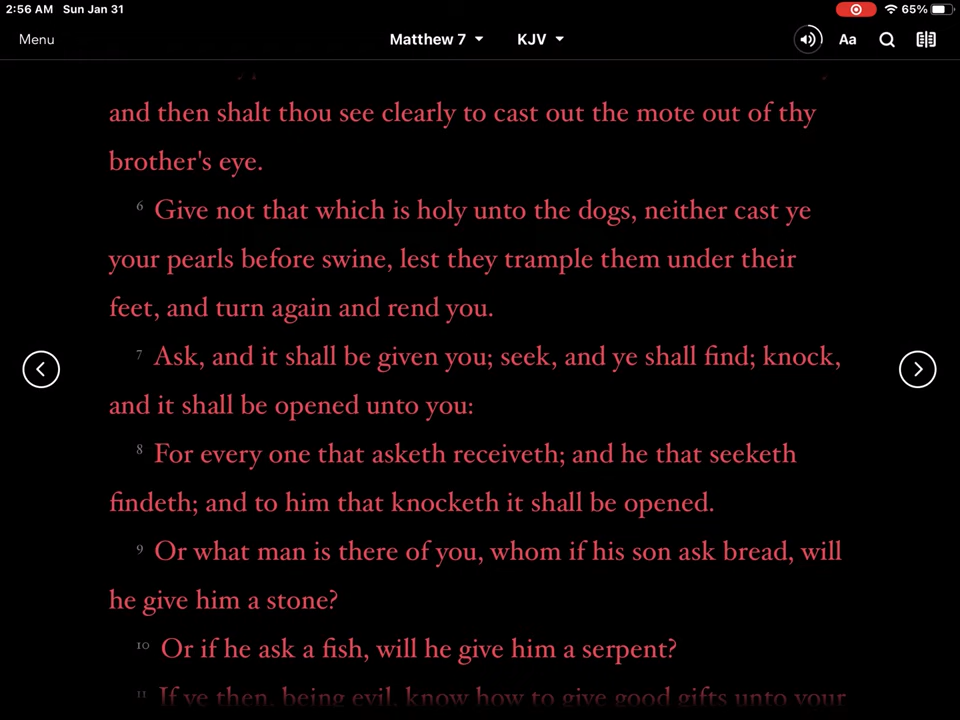 2:56 AM Sun Jan 31
65%
Menu
Matthew 7
KJV
Aa
and then shalt thou see clearly to cast out the mote out of thy
brother's eye.
6 Give not that which is holy unto the dogs, neither cast ye
your pearls before swine, lest they trample them under their
feet, and turn again and rend you.
7 Ask, and it shall be given you; seek, and ye shall find; knock,
and it shall be opened unto you:
8 For every one that asketh receiveth; and he that seeketh
findeth; and to him that knocketh it shall be opened.
9 Or what man is there of you, whom if his son ask bread, will
he give him a stone?
10 Or if he ask a fish, will he give him a serpent?
11 If ye then, being evil, know how to give good gifts unto your